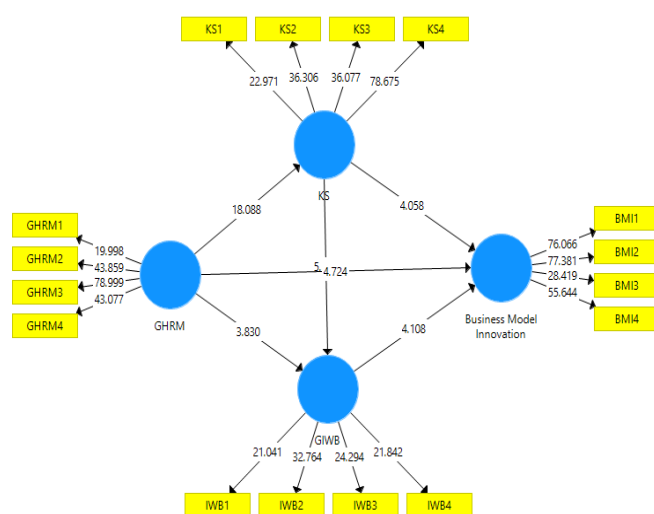 KS1 KS2 KS3 KS4
22.971 36.306 36.077 78.675
KS
18.088 4.058
GHRM1
GHRM2
GHRM3
GHRM4
19.998
43.859
78.999
43.077
GHRM
5. 4.724
BMI1
BMI2
BMI3
BMI4
76.066
77.381
28.419
55.644
Business Model
Innovation
3.830 4.108
GIWB
21.041 32.764 24.294 21.842
IWB1 IWB2 IWB3 IWB4